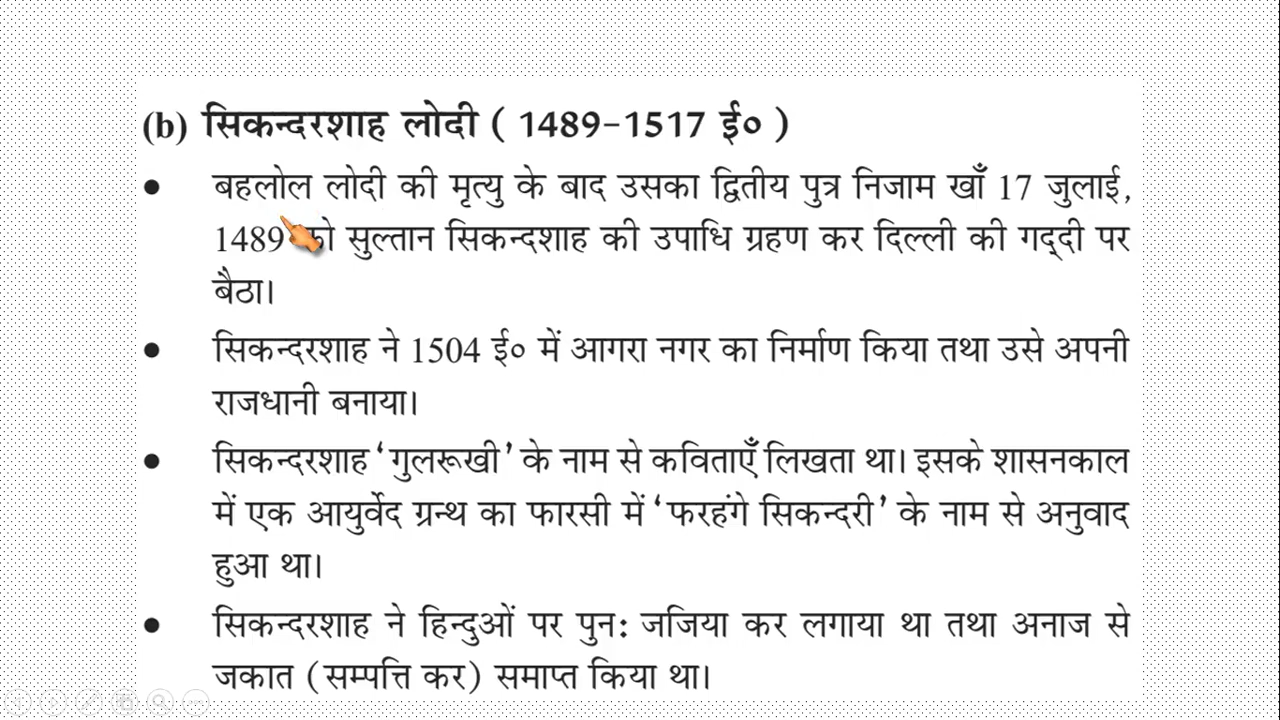 (b) सिकन्दरशाह लोदी ( 1489-1517 ई० )
• बहलोल लोदी की मृत्यु के बाद उसका द्वितीय पुत्र निजाम खाँ 17 जुलाई,
1489 को सुल्तान सिकन्दशाह की उपाधि ग्रहण कर दिल्ली की गद्दी पर
बैठा।
• सिकन्दरशाह ने 1504 ई० में आगरा नगर का निर्माण किया तथा उसे अपनी
राजधानी बनाया।
• सिकन्दरशाह ‘गुलरूखी’ के नाम से कविताएँ लिखता था। इसके शासनकाल
में एक आयुर्वेद ग्रन्थ का फारसी में ‘फरहंगे सिकन्दरी’ के नाम से अनुवाद
हुआ था।
• सिकन्दरशाह ने हिन्दुओं पर पुन: जजिया कर लगाया था तथा अनाज से
जकात (सम्पत्ति कर) समाप्त किया था।